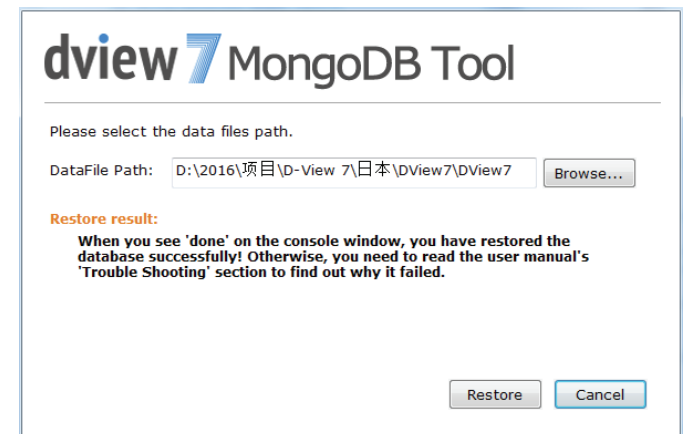 dview 7 MongoDB Tool
Please select the data files path.
DataFile Path: D:\2016\项目\D-View 7\日本\DView7\DView7 Browse...
Restore result:
When you see 'done' on the console window, you have restored the
database successfully! Otherwise, you need to read the user manual's
'Trouble Shooting' section to find out why it failed.
Restore Cancel